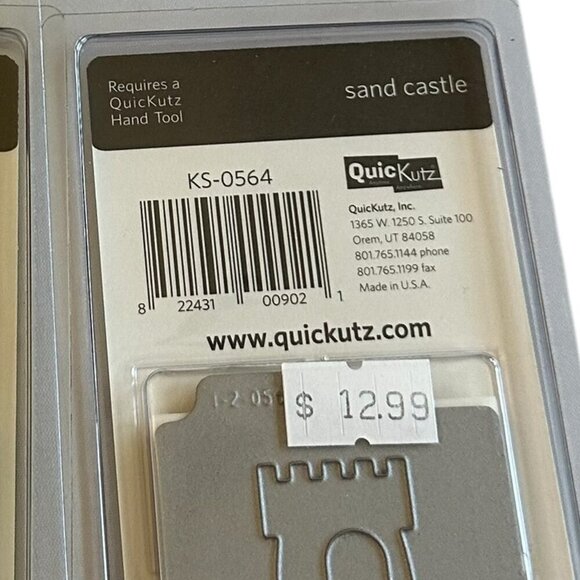 Requires a
QuicKutz
Hand Tool
sand castle
KS-0564
8 22431 00902 1
QuicKutz
QuicKutz, Inc.
1365 W. 1250 S. Suite 100
Orem, UT 84058
801.765.1144 phone
801.765.1199 fax
Made in U.S.A.
www.quickutz.com
$ 12.99